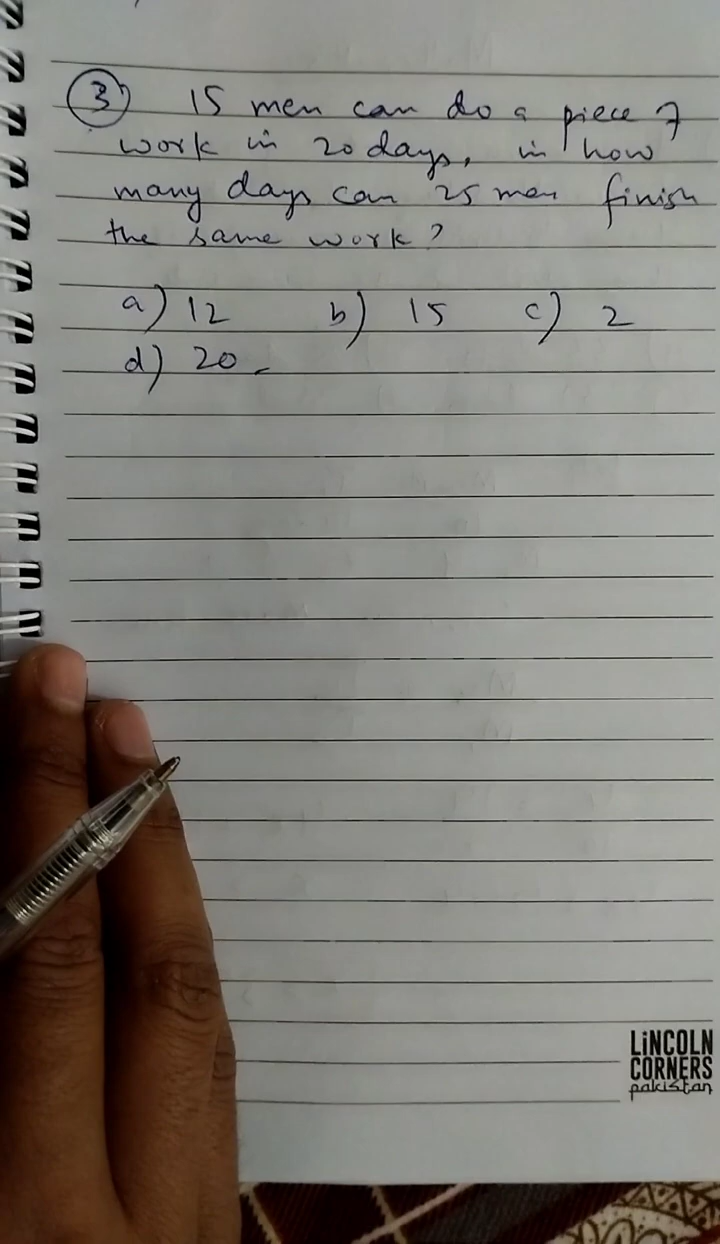 3 15 men can do a piece of
work in 20 days, in how
many days can 25 men finish
the same work?
a) 12 b) 15 c) 2
d) 20
LiNCOLN
CORNERS
pakistan